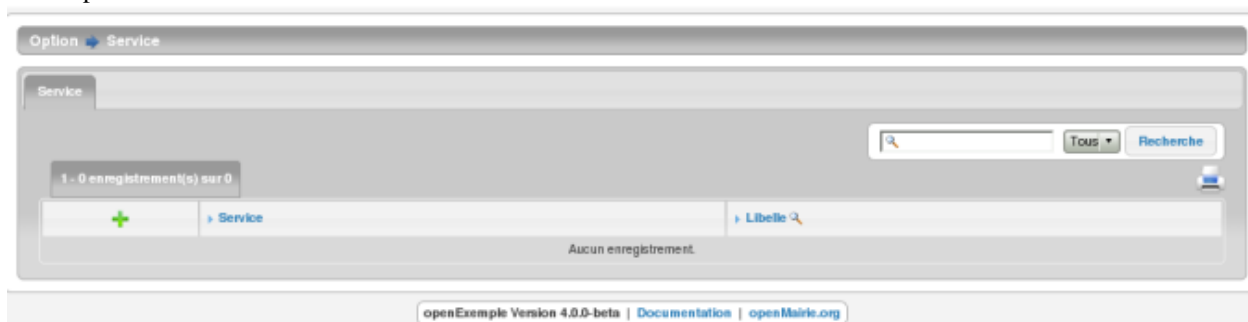 Option Service
Service
Tous Recherche
1 - 0 enregistrement(s) sur 0
Service Libelle
Aucun enregistrement.
openExemple Version 4.0.0-beta | Documentation | openMairie.org